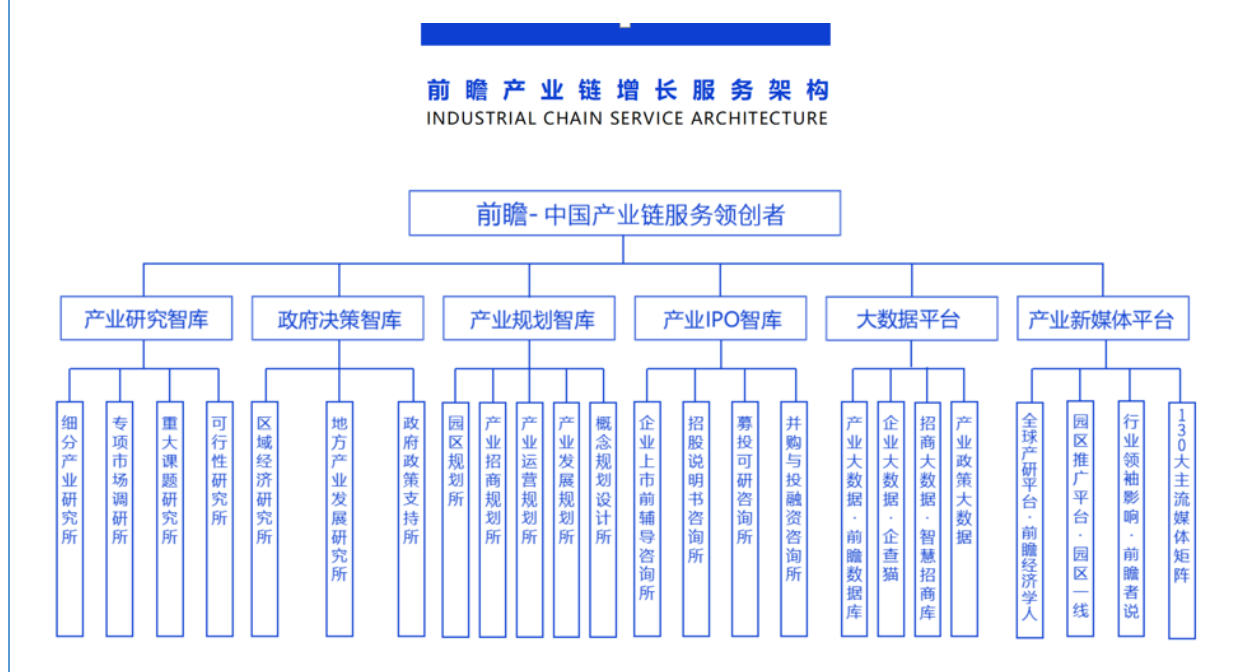 前瞻产业链增长服务架构
INDUSTRIAL CHAIN SERVICE ARCHITECTURE
前瞻-中国产业链服务领创者
产业研究智库
政府决策智库
产业规划智库
产业IPO智库
大数据平台
产业新媒体平台
细分产业研究所
专项市场调研所
重大课题研究所
可行性研究所
区域经济研究所
地方产业发展研究所
政府政策支持所
园区规划所
产业招商规划所
产业运营规划所
产业发展规划所
概念规划设计所
企业上市前辅导咨询所
招股说明书咨询所
募投可研咨询所
并购与投融资咨询所
产业大数据·前瞻数据库
企业大数据·企查猫
招商大数据·智慧招商库
产业政策大数据
全球产研平台·前瞻经济学人
园区推广平台·园区一线
行业领袖影响·前瞻者说
130大主流媒体矩阵